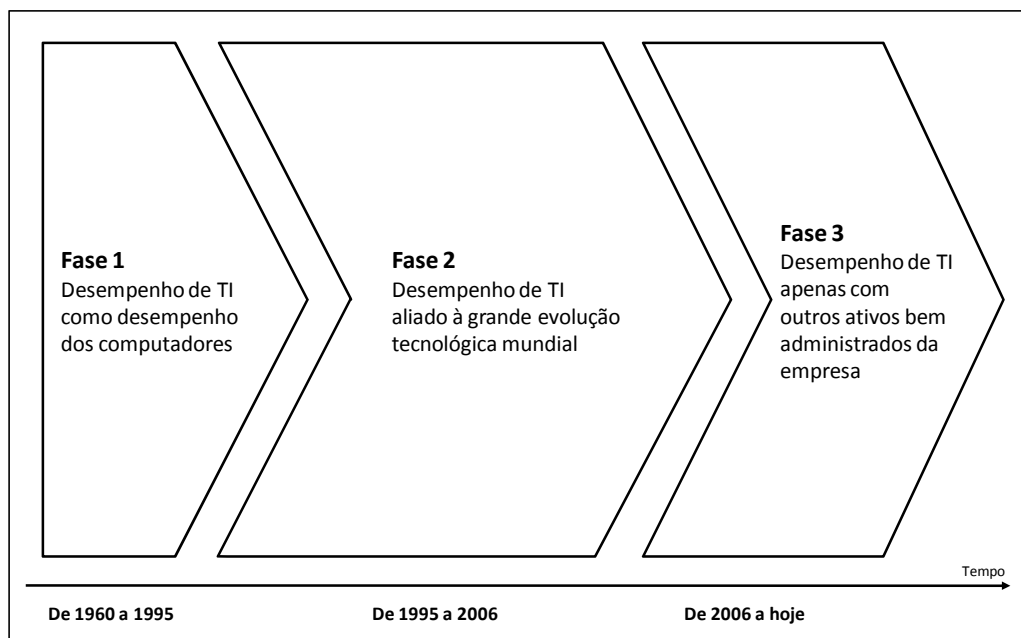 Fase 1
Desempenho de TI
como desempenho
dos computadores
Fase 2
Desempenho de TI
aliado à grande evolução
tecnológica mundial
Fase 3
Desempenho de TI
apenas com
outros ativos bem
administrados da
empresa
Tempo
De 1960 a 1995
De 1995 a 2006
De 2006 a hoje